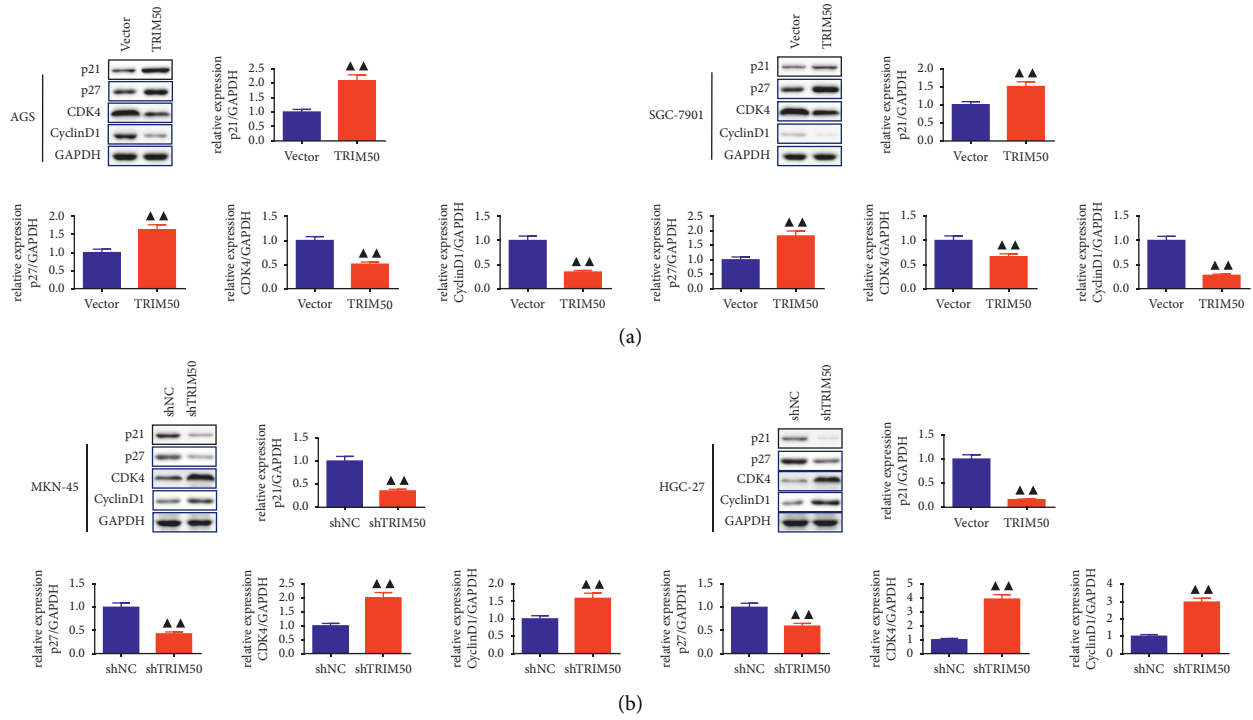 Vector TRIM50
AGS
p21
p27
CDK4
CyclinD1
GAPDH
relative expression
p21/GAPDH
2.5
2.0
1.5
1.0
0.5
0.0
▲▲
Vector TRIM50
Vector TRIM50
SGC-7901
p21
p27
CDK4
CyclinD1
GAPDH
relative expression
p21/GAPDH
2.0
1.5
1.0
0.5
0.0
▲▲
Vector TRIM50
relative expression
p27/GAPDH
2.0
1.5
1.0
0.5
0.0
▲▲
Vector TRIM50
relative expression
CDK4/GAPDH
1.5
1.0
0.5
0.0
▲▲
Vector TRIM50
relative expression
CyclinD1/GAPDH
1.5
1.0
0.5
0.0
▲▲
Vector TRIM50
relative expression
p27/GAPDH
2.5
2.0
1.5
1.0
0.5
0.0
▲▲
Vector TRIM50
relative expression
CDK4/GAPDH
1.5
1.0
0.5
0.0
▲▲
Vector TRIM50
relative expression
CyclinD1/GAPDH
1.5
1.0
0.5
0.0
▲▲
Vector TRIM50
(a)
shNC shTRIM50
MKN-45
p21
p27
CDK4
CyclinD1
GAPDH
relative expression
p21/GAPDH
1.5
1.0
0.5
0.0
▲▲
shNC shTRIM50
shNC shTRIM50
HGC-27
p21
p27
CDK4
CyclinD1
GAPDH
relative expression
p21/GAPDH
1.5
1.0
0.5
0.0
▲▲
Vector TRIM50
relative expression
p27/GAPDH
1.5
1.0
0.5
0.0
▲▲
shNC shTRIM50
relative expression
CDK4/GAPDH
2.5
2.0
1.5
1.0
0.5
0.0
▲▲
shNC shTRIM50
relative expression
CyclinD1/GAPDH
2.0
1.5
1.0
0.5
0.0
▲▲
shNC shTRIM50
relative expression
p27/GAPDH
1.5
1.0
0.5
0.0
▲▲
shNC shTRIM50
relative expression
CDK4/GAPDH
5
4
3
2
1
0
▲▲
shNC shTRIM50
relative expression
CyclinD1/GAPDH
4
3
2
1
0
▲▲
shNC shTRIM50
(b)